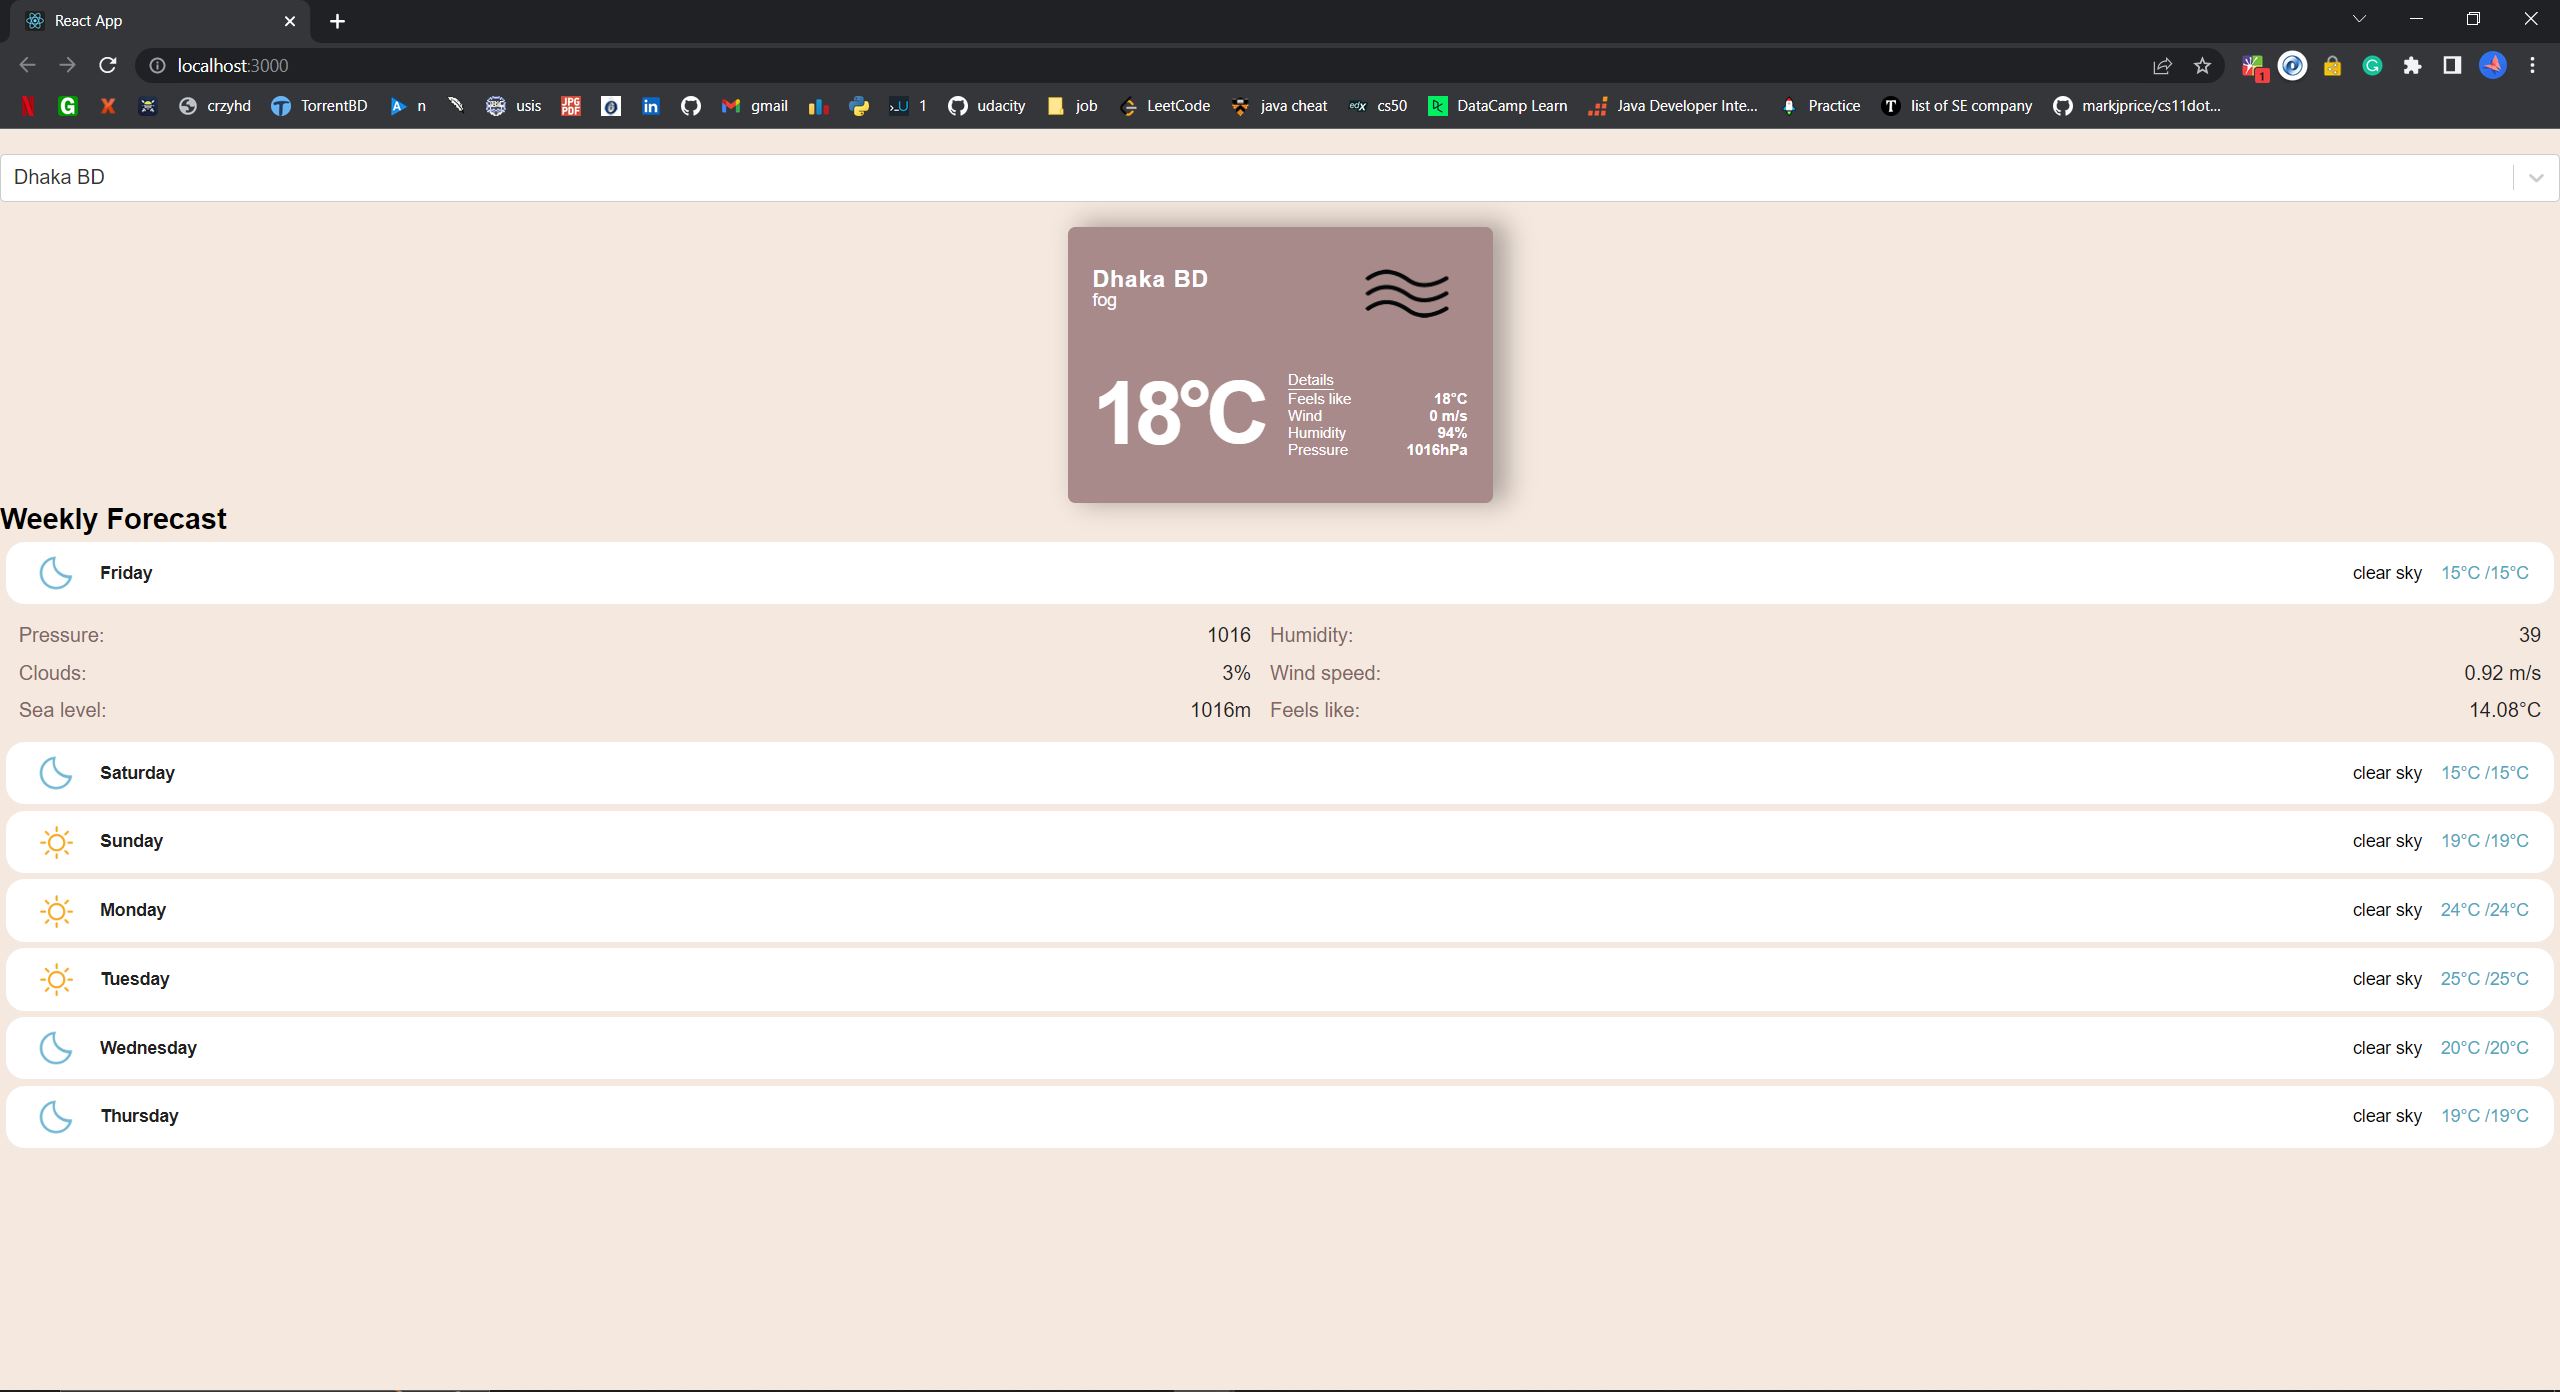 React App
localhost:3000
crzyhd TorrentBD n usis gmail 1 udacity job LeetCode java cheat cs50 DataCamp Learn Java Developer Inte... Practice list of SE company markjprice/cs11dot...
Dhaka BD
Dhaka BD
fog
18°C
Details
Feels like 18°C
Wind 0 m/s
Humidity 94%
Pressure 1016hPa
Weekly Forecast
Friday clear sky 15°C /15°C
Pressure: 1016 Humidity: 39
Clouds: 3% Wind speed: 0.92 m/s
Sea level: 1016m Feels like: 14.08°C
Saturday clear sky 15°C /15°C
Sunday clear sky 19°C /19°C
Monday clear sky 24°C /24°C
Tuesday clear sky 25°C /25°C
Wednesday clear sky 20°C /20°C
Thursday clear sky 19°C /19°C